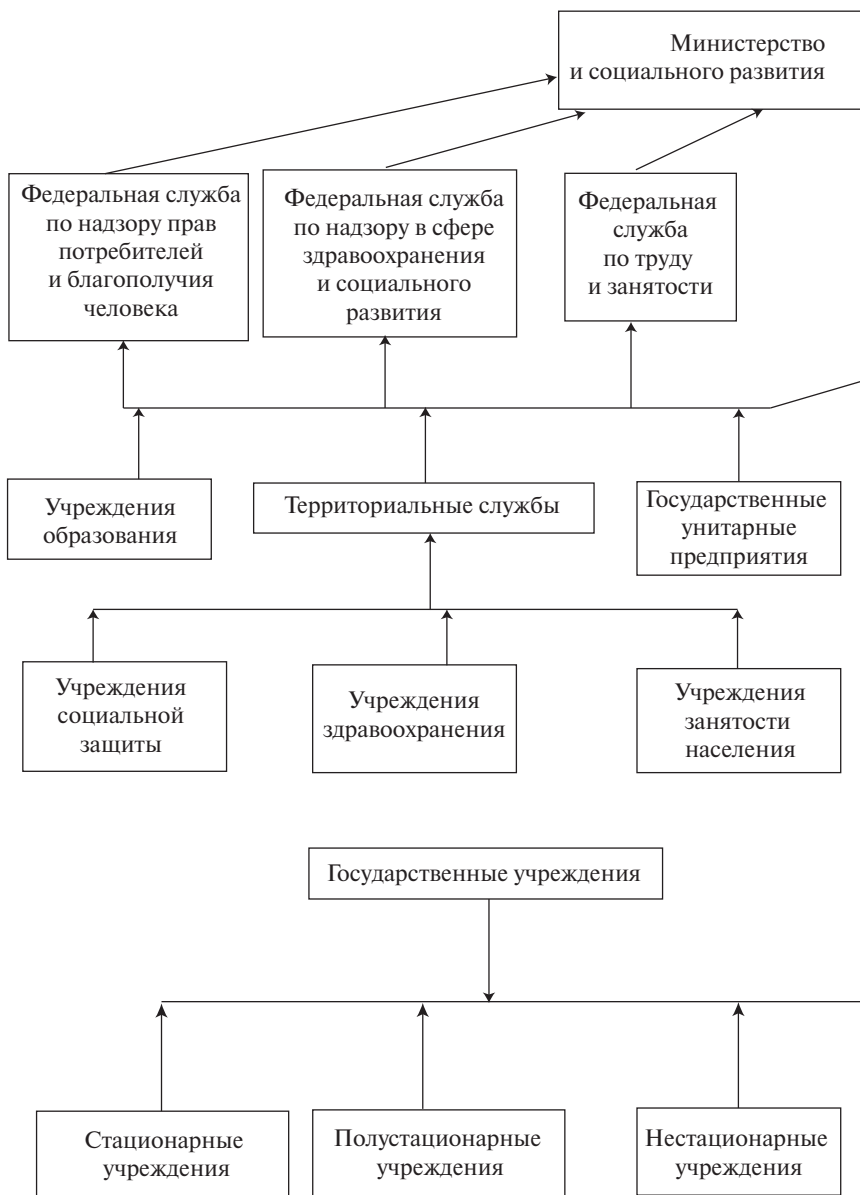 Министерство
и социального развития
Федеральная служба
по надзору прав
потребителей
и благополучия
человека
Федеральная служба
по надзору в сфере
здравоохранения
и социального
развития
Федеральная
служба
по труду
и занятости
Учреждения
образования
Территориальные службы
Государственные
унитарные
предприятия
Учреждения
социальной
защиты
Учреждения
здравоохранения
Учреждения
занятости
населения
Государственные учреждения
Стационарные
учреждения
Полустационарные
учреждения
Нестационарные
учреждения